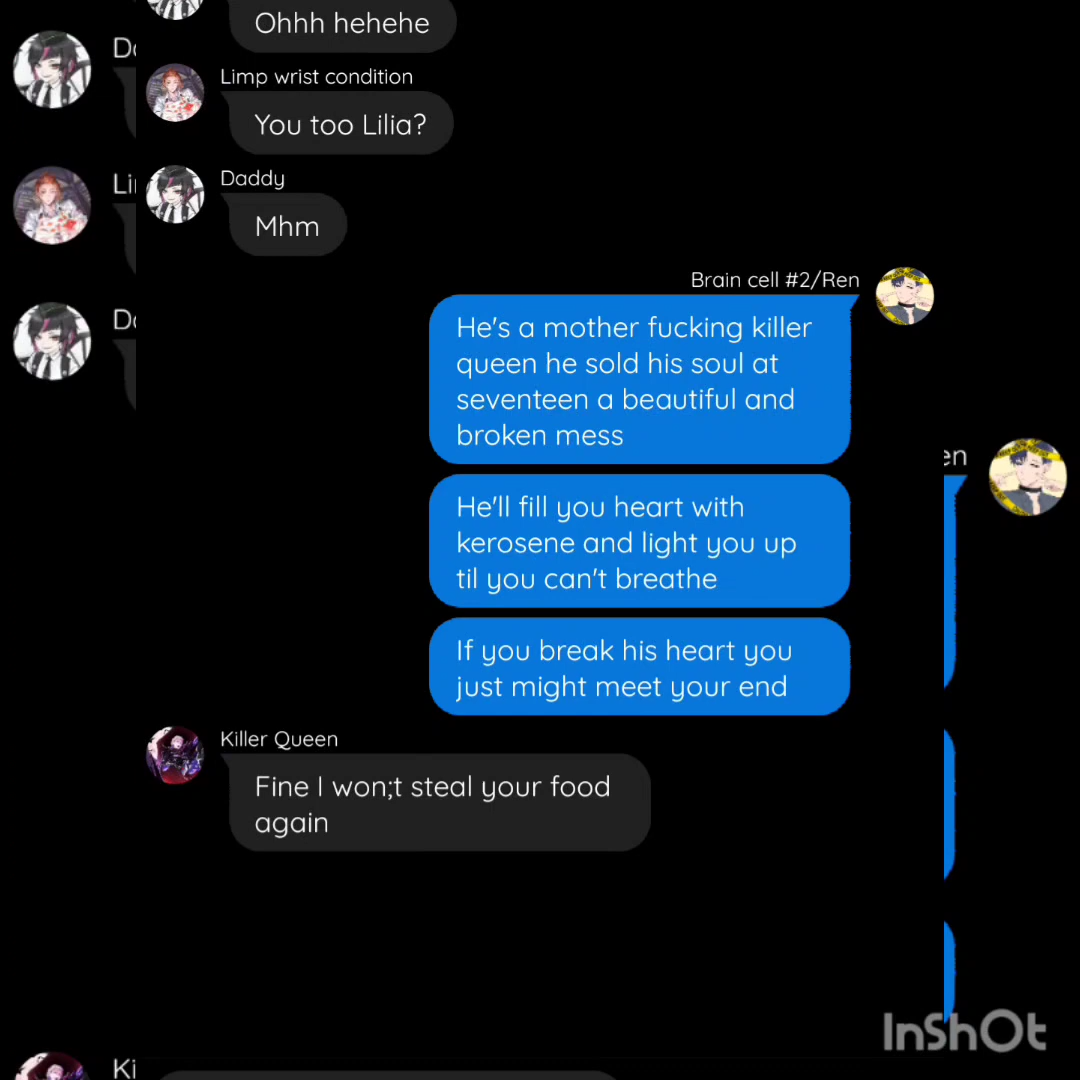 Ohhh hehehe
Limp wrist condition
You too Lilia?
Daddy
Mhm
Brain cell #2/Ren
He's a mother fucking killer
queen he sold his soul at
seventeen a beautiful and
broken mess
He'll fill you heart with
kerosene and light you up
til you can't breathe
If you break his heart you
just might meet your end
Killer Queen
Fine I won;t steal your food
again
InShOt